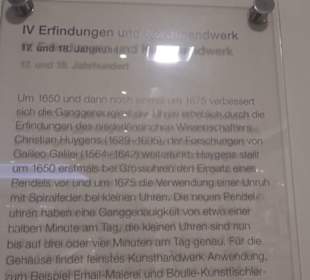 IV Erfindungen und Kunsthandwerk
17. und 18. Jahrhundert
Um 1650 und dann noch einmal um 1675 verbessert
sich die Ganggenauigkeit der Uhren erheblich durch die
Erfindungen des niederländischen Wissenschafters
Christian Huygens (1629–1695), der Forschungen von
Galileo Galilei (1564–1642) weiterführt. Huygens stellt
um 1650 erstmals bei Grossuhren den Einsatz eines
Pendels vor und um 1675 die Verwendung einer Unruh
mit Spiralfeder bei kleinen Uhren. Die neuen Pendel-
uhren haben eine Ganggenauigkeit von etwa einer
halben Minute am Tag, die kleinen Uhren sind nun
bis auf drei oder vier Minuten am Tag genau. Für die
Gehäuse findet feinstes Kunsthandwerk Anwendung,
zum Beispiel Email-Malerei und Boulle-Kunsttischler-